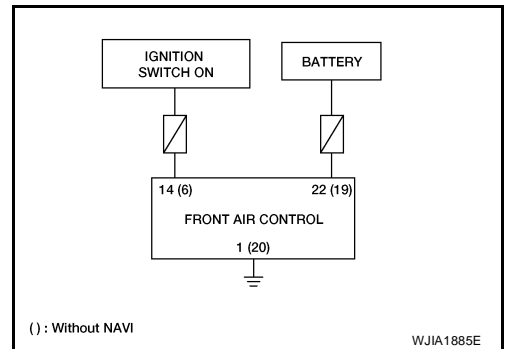 IGNITION
SWITCH ON
BATTERY
14 (6)
22 (19)
FRONT AIR CONTROL
1 (20)
( ) : Without NAVI
WJIA1885E